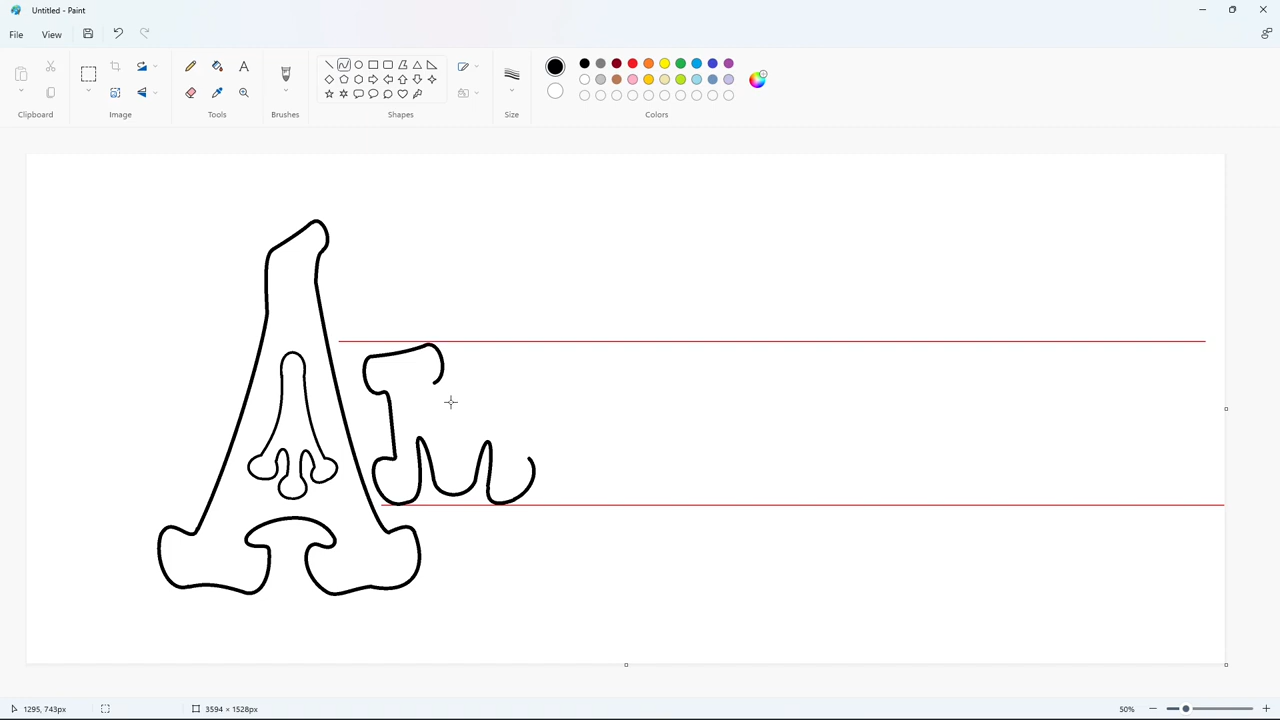 Untitled - Paint
File View
Clipboard Image Tools Brushes Shapes Size Colors
A
1295, 743px 3594 × 1528px 50%